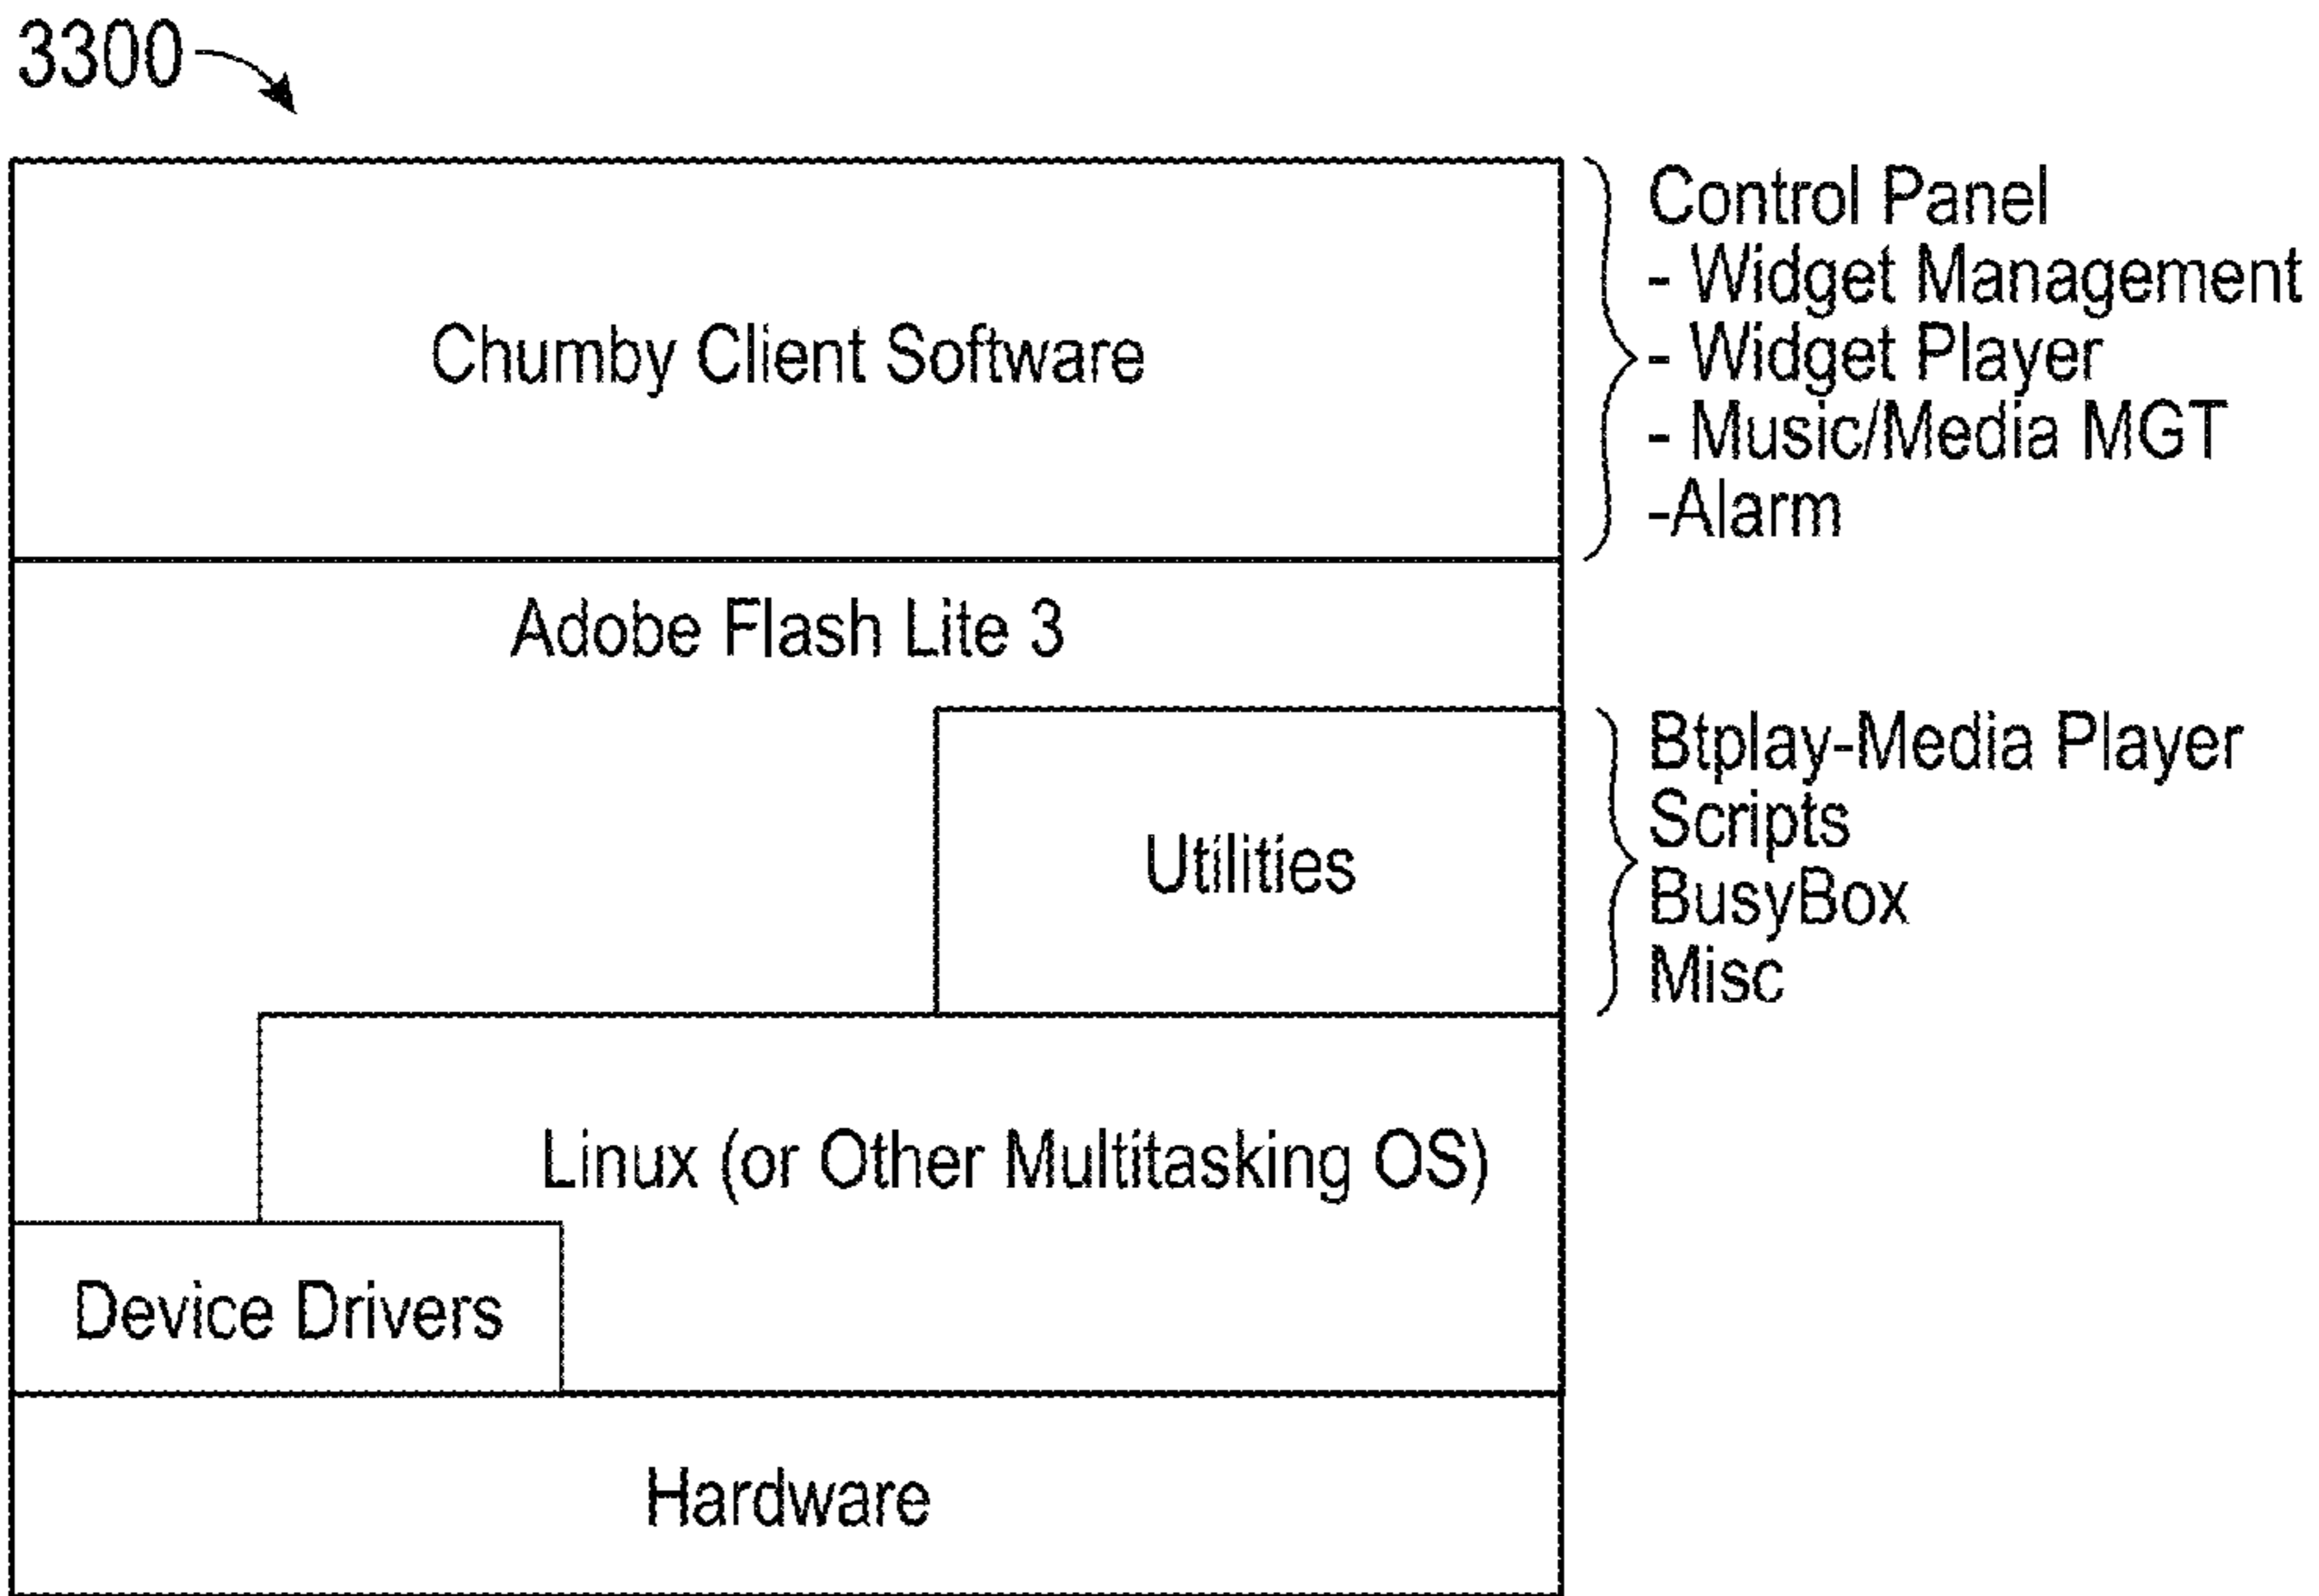 3300
Chumby Client Software
Control Panel
- Widget Management
- Widget Player
- Music/Media MGT
-Alarm
Adobe Flash Lite 3
Utilities
Btplay-Media Player
Scripts
BusyBox
Misc
Linux (or Other Multitasking OS)
Device Drivers
Hardware